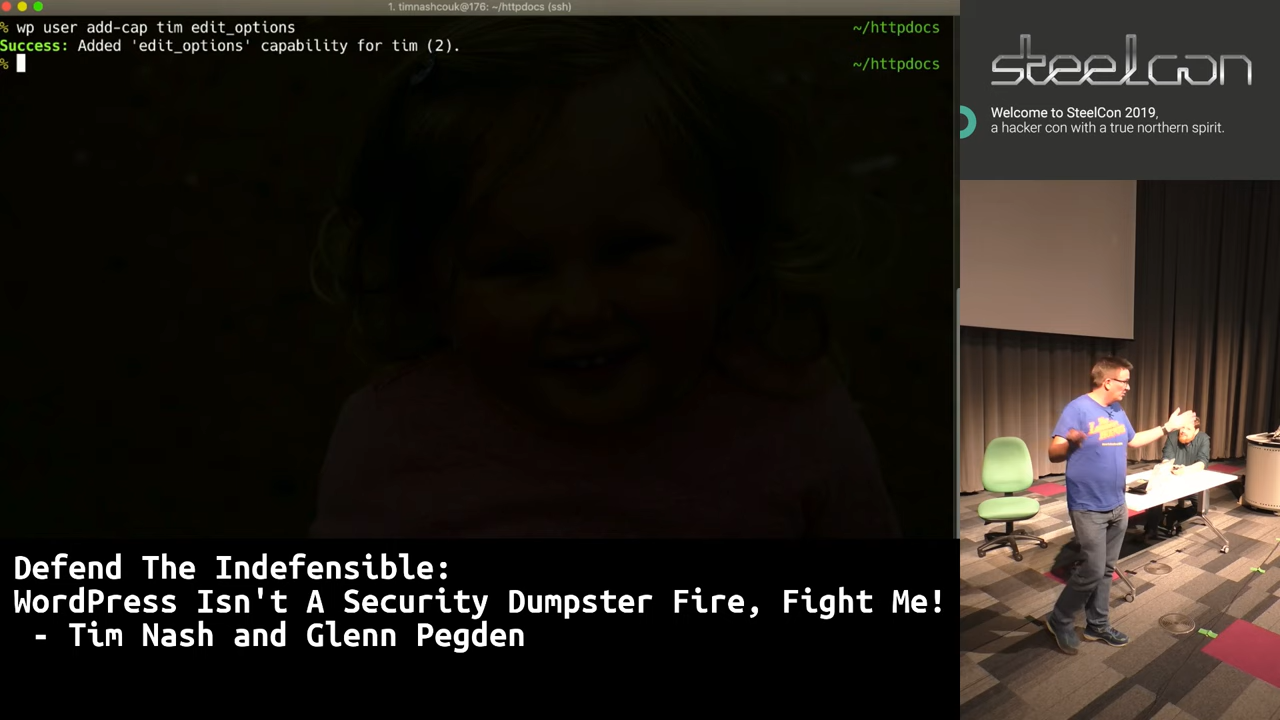 1. timnashcouk@176: ~/httpdocs (ssh)
% wp user add-cap tim edit_options ~/httpdocs
Success: Added 'edit_options' capability for tim (2). ~/httpdocs
% ~/httpdocs
steelcon
Welcome to SteelCon 2019,
a hacker con with a true northern spirit.
Defend The Indefensible:
WordPress Isn't A Security Dumpster Fire, Fight Me!
- Tim Nash and Glenn Pegden